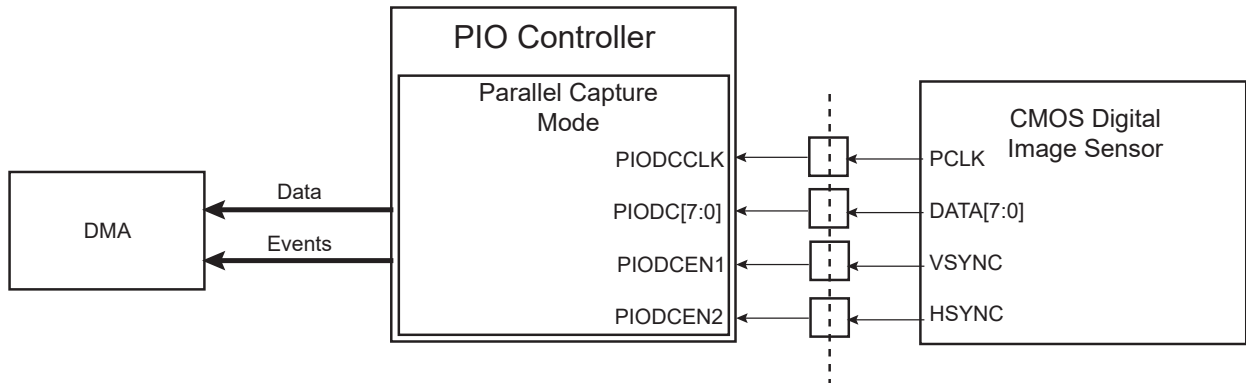 PIO Controller
Parallel Capture
Mode
CMOS Digital
Image Sensor
PIODCCLK
PCLK
Data
PIODC[7:0]
DATA[7:0]
DMA
Events
PIODCEN1
VSYNC
PIODCEN2
HSYNC